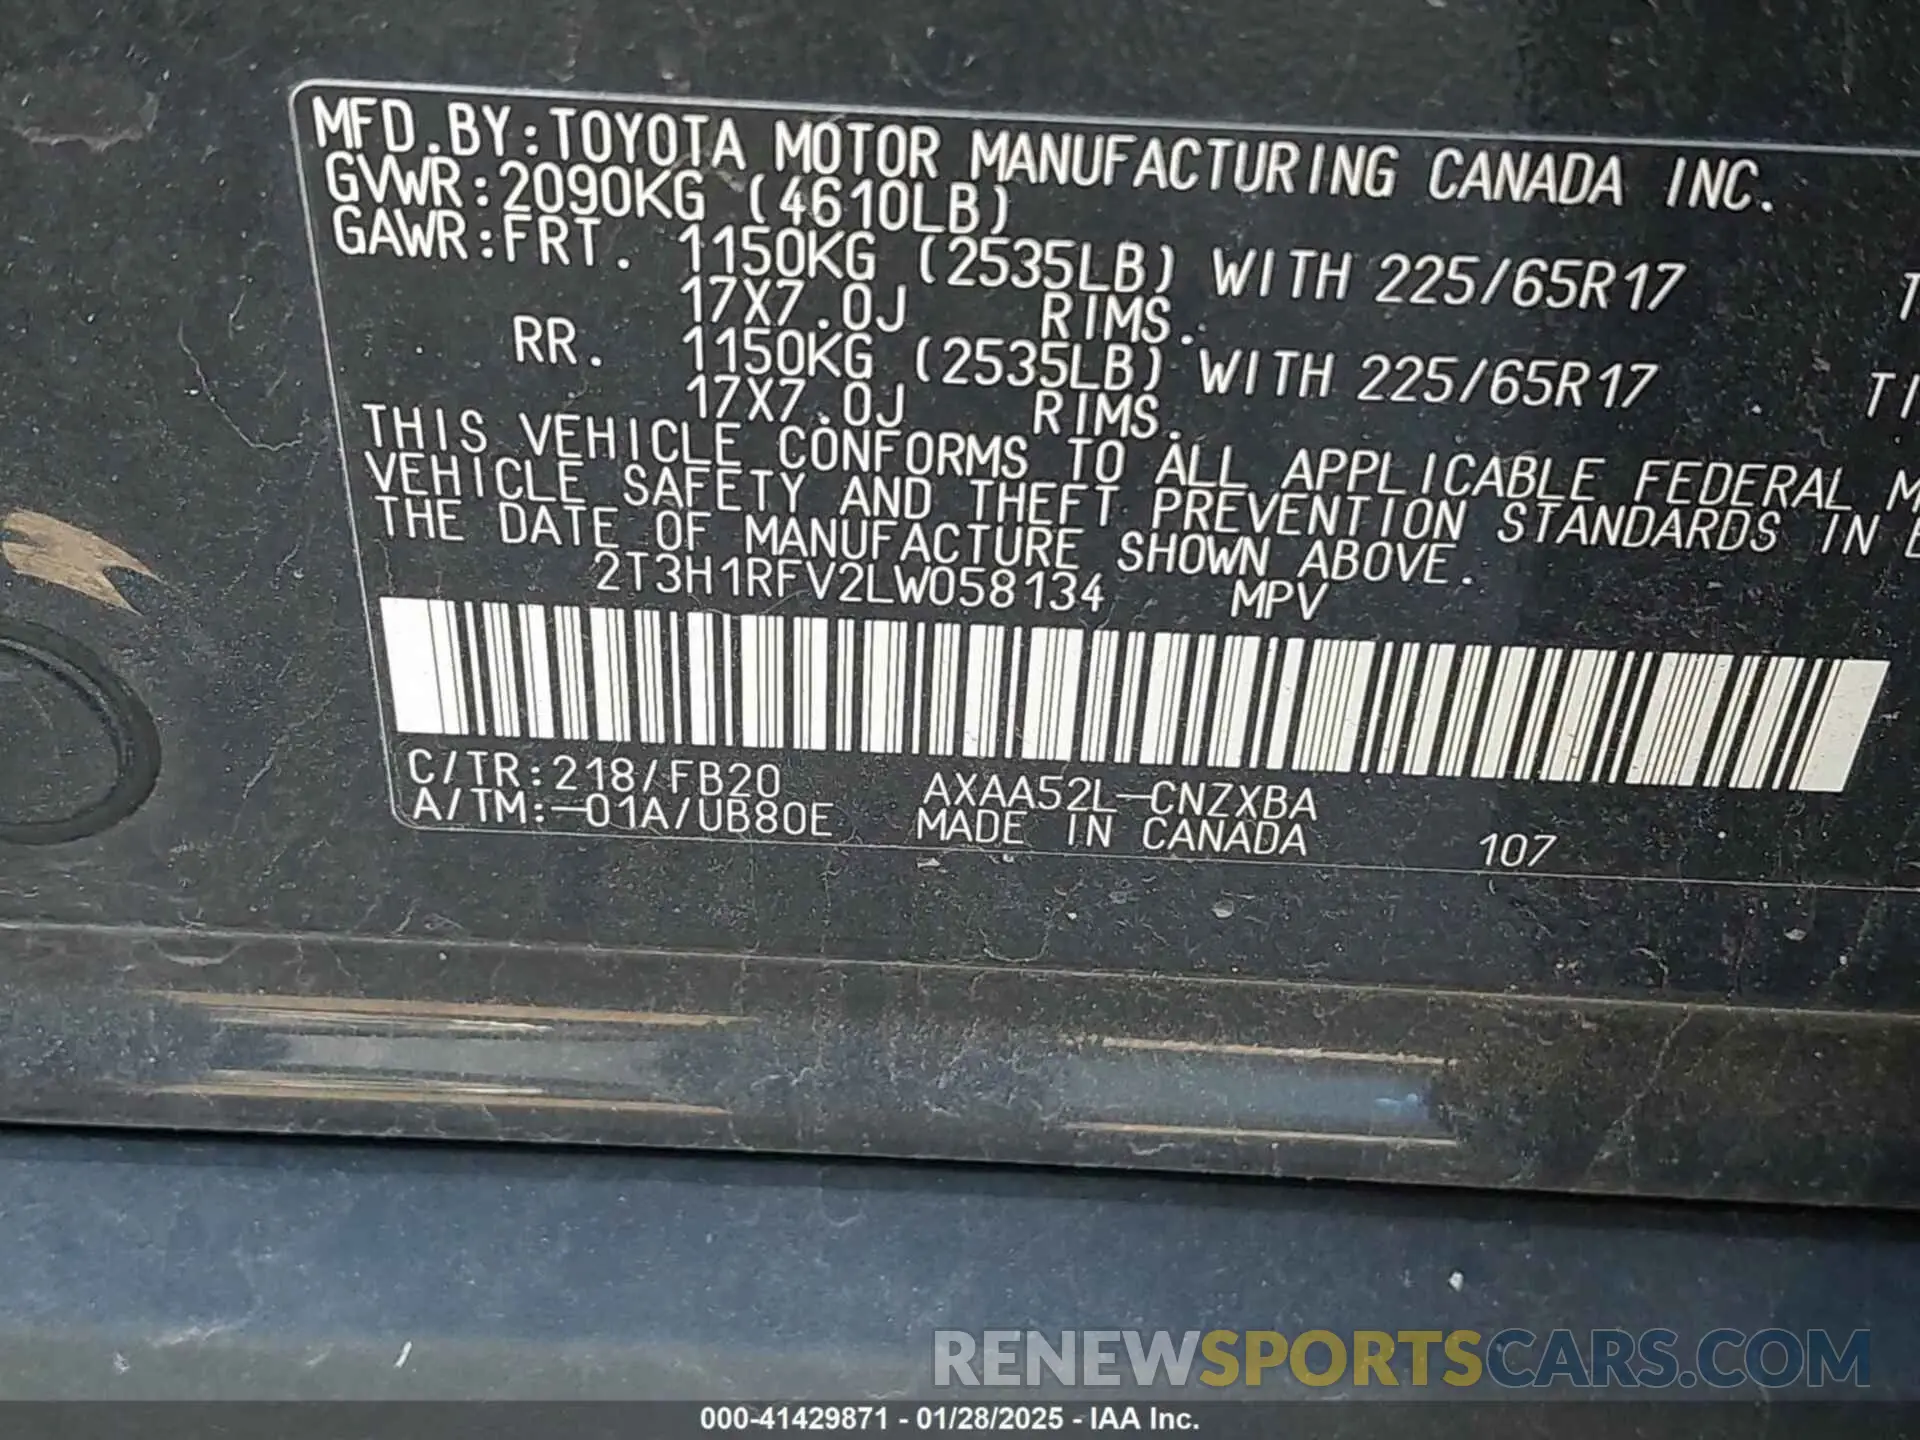 MFD.BY:TOYOTA MOTOR MANUFACTURING CANADA INC.
GVWR:2090KG (4610LB)
GAWR:FRT. 1150KG (2535LB) WITH 225/65R17
17X7.0J RIMS.
RR. 1150KG (2535LB) WITH 225/65R17
17X7.0J RIMS.
THIS VEHICLE CONFORMS TO ALL APPLICABLE FEDERAL
VEHICLE SAFETY AND THEFT PREVENTION STANDARDS IN
THE DATE OF MANUFACTURE SHOWN ABOVE.
2T3H1RFV2LW058134 MPV
C/TR:218/FB20 AXAA52L-CNZXBA
A/TM:-01A/UB80E MADE IN CANADA 107
RENEWSPORTSCARS.COM
000-41429871 - 01/28/2025 - IAA Inc.